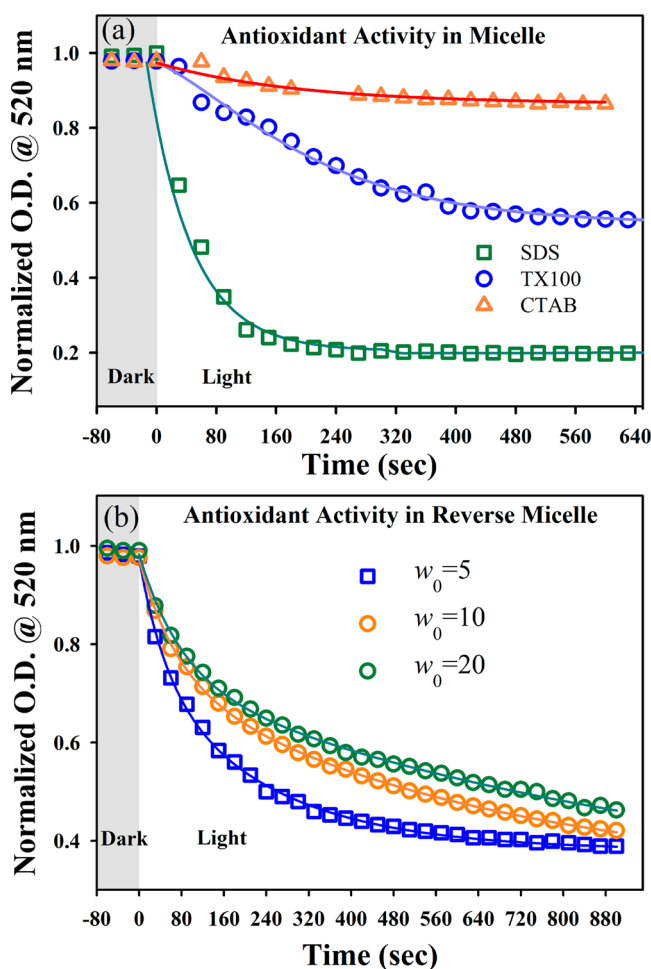 (a)
Antioxidant Activity in Micelle
Normalized O.D. @ 520 nm
1.0
0.8
0.6
0.4
0.2
SDS
TX100
CTAB
Dark
Light
-80 0 80 160 240 320 400 480 560 640
Time (sec)
(b)
Antioxidant Activity in Reverse Micelle
Normalized O.D. @ 520 nm
1.0
0.8
0.6
0.4
w0=5
w0=10
w0=20
Dark
Light
-80 0 80 160 240 320 400 480 560 640 720 800 880
Time (sec)